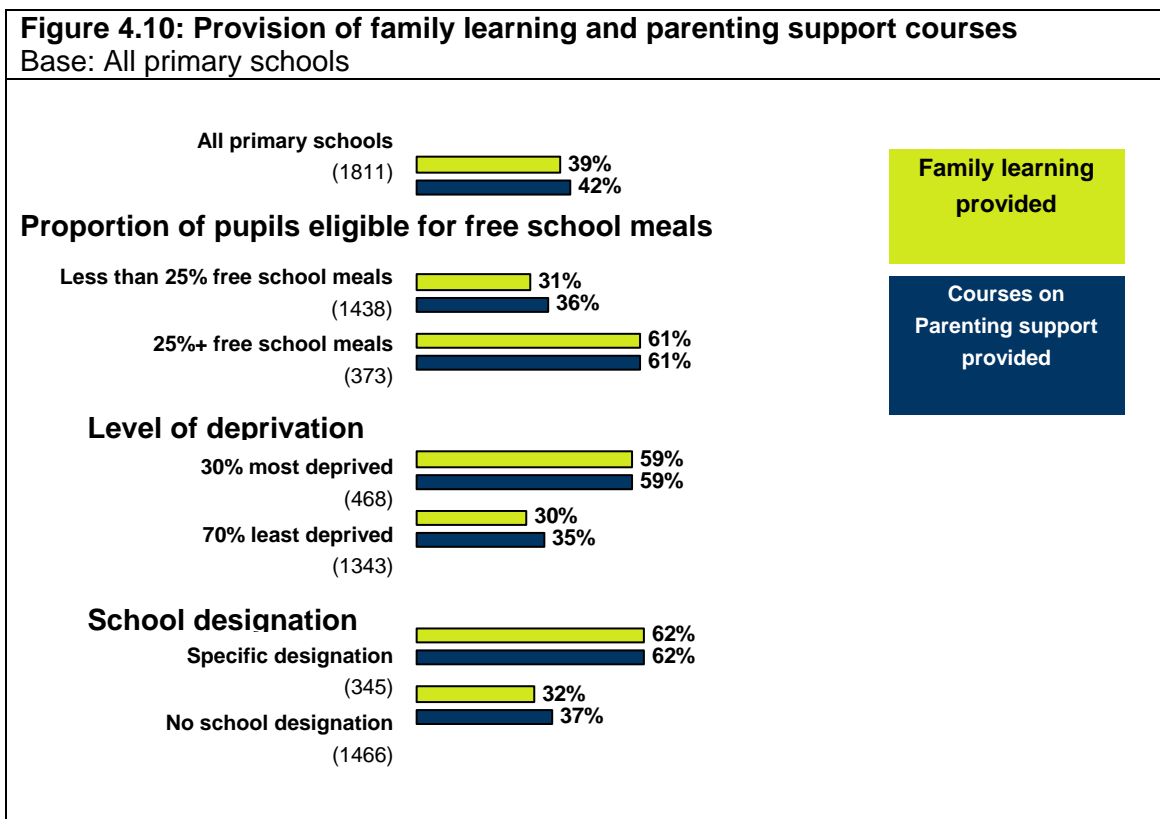 Figure 4.10: Provision of family learning and parenting support courses
Base: All primary schools
All primary schools
(1811)
39%
42%
Family learning
provided
Courses on
Parenting support
provided
Proportion of pupils eligible for free school meals
Less than 25% free school meals
(1438)
31%
36%
25%+ free school meals
(373)
61%
61%
Level of deprivation
30% most deprived
(468)
59%
59%
70% least deprived
(1343)
30%
35%
School designation
Specific designation
(345)
62%
62%
No school designation
(1466)
32%
37%